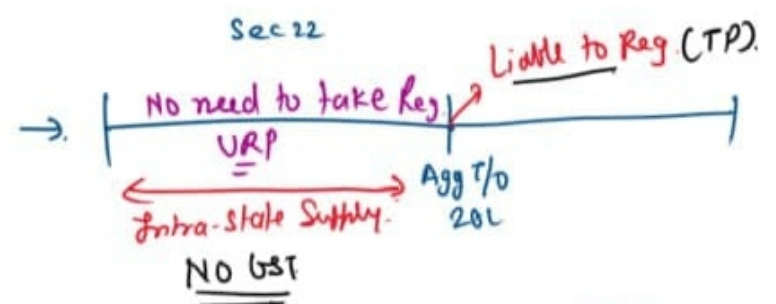 Sec 22
Liable to Reg. (TP).
→. No need to take Reg
URP
Agg T/O
20L
Intra-State Supply.
NO GST